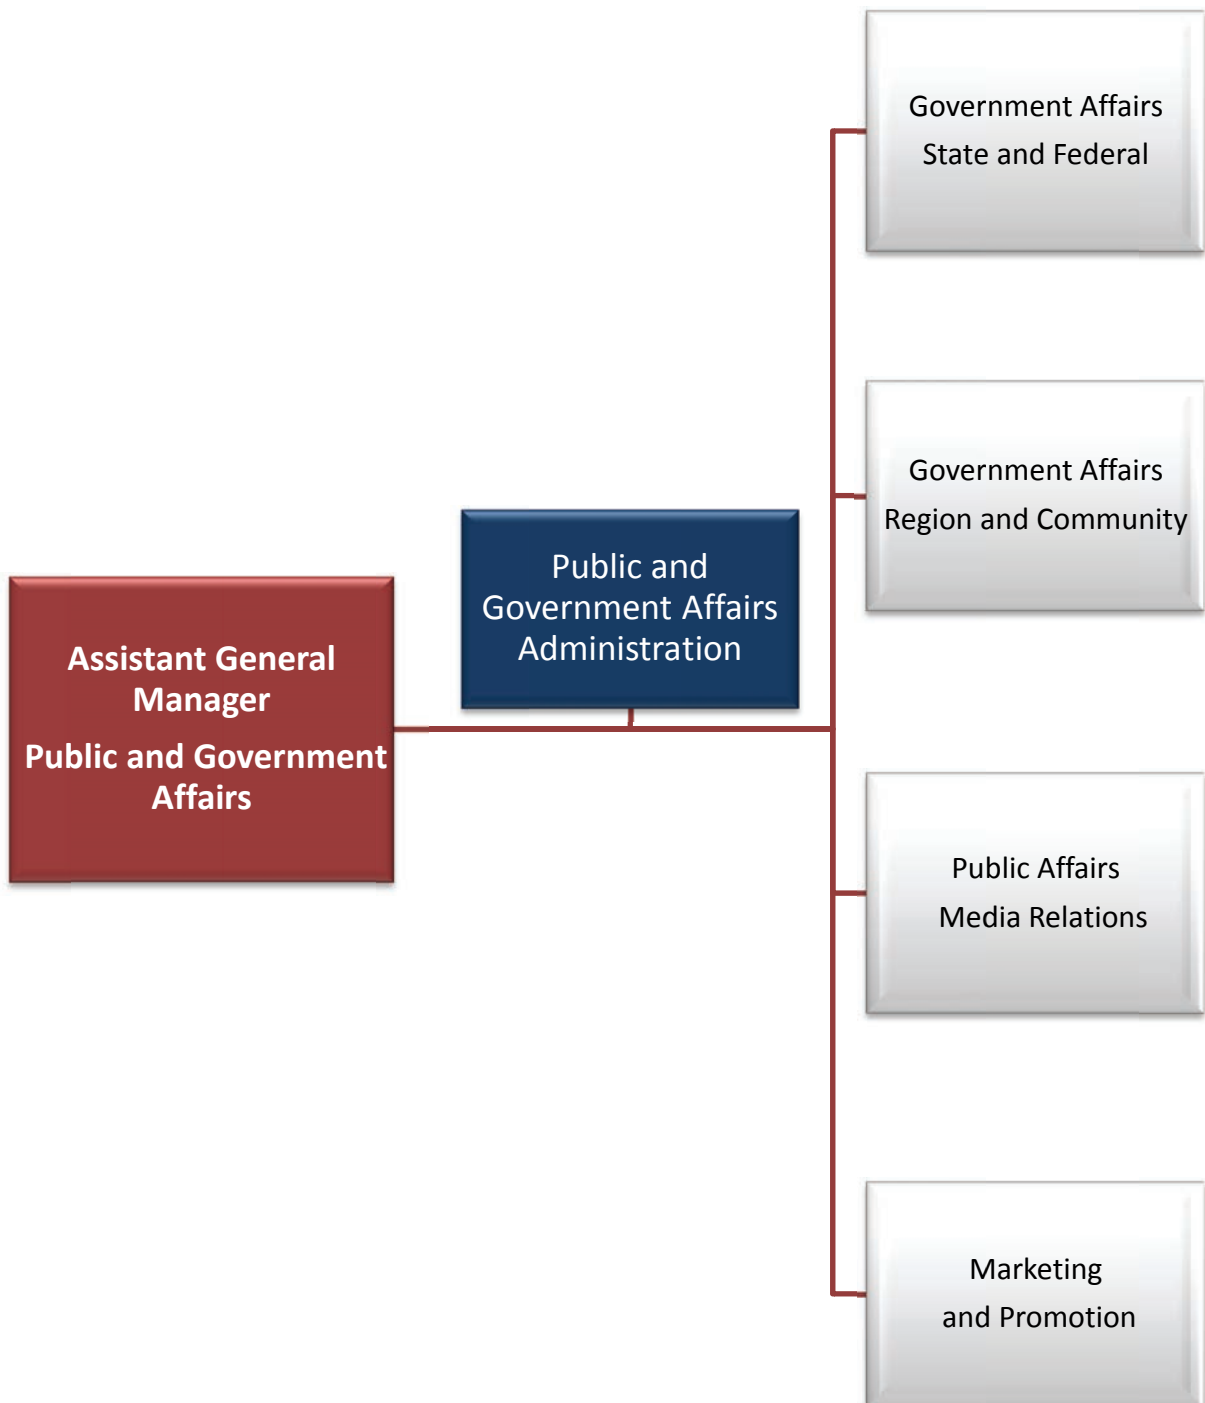 Government Affairs
State and Federal
Government Affairs
Region and Community
Public and
Government Affairs
Administration
Assistant General
Manager
Public and Government
Affairs
Public Affairs
Media Relations
Marketing
and Promotion